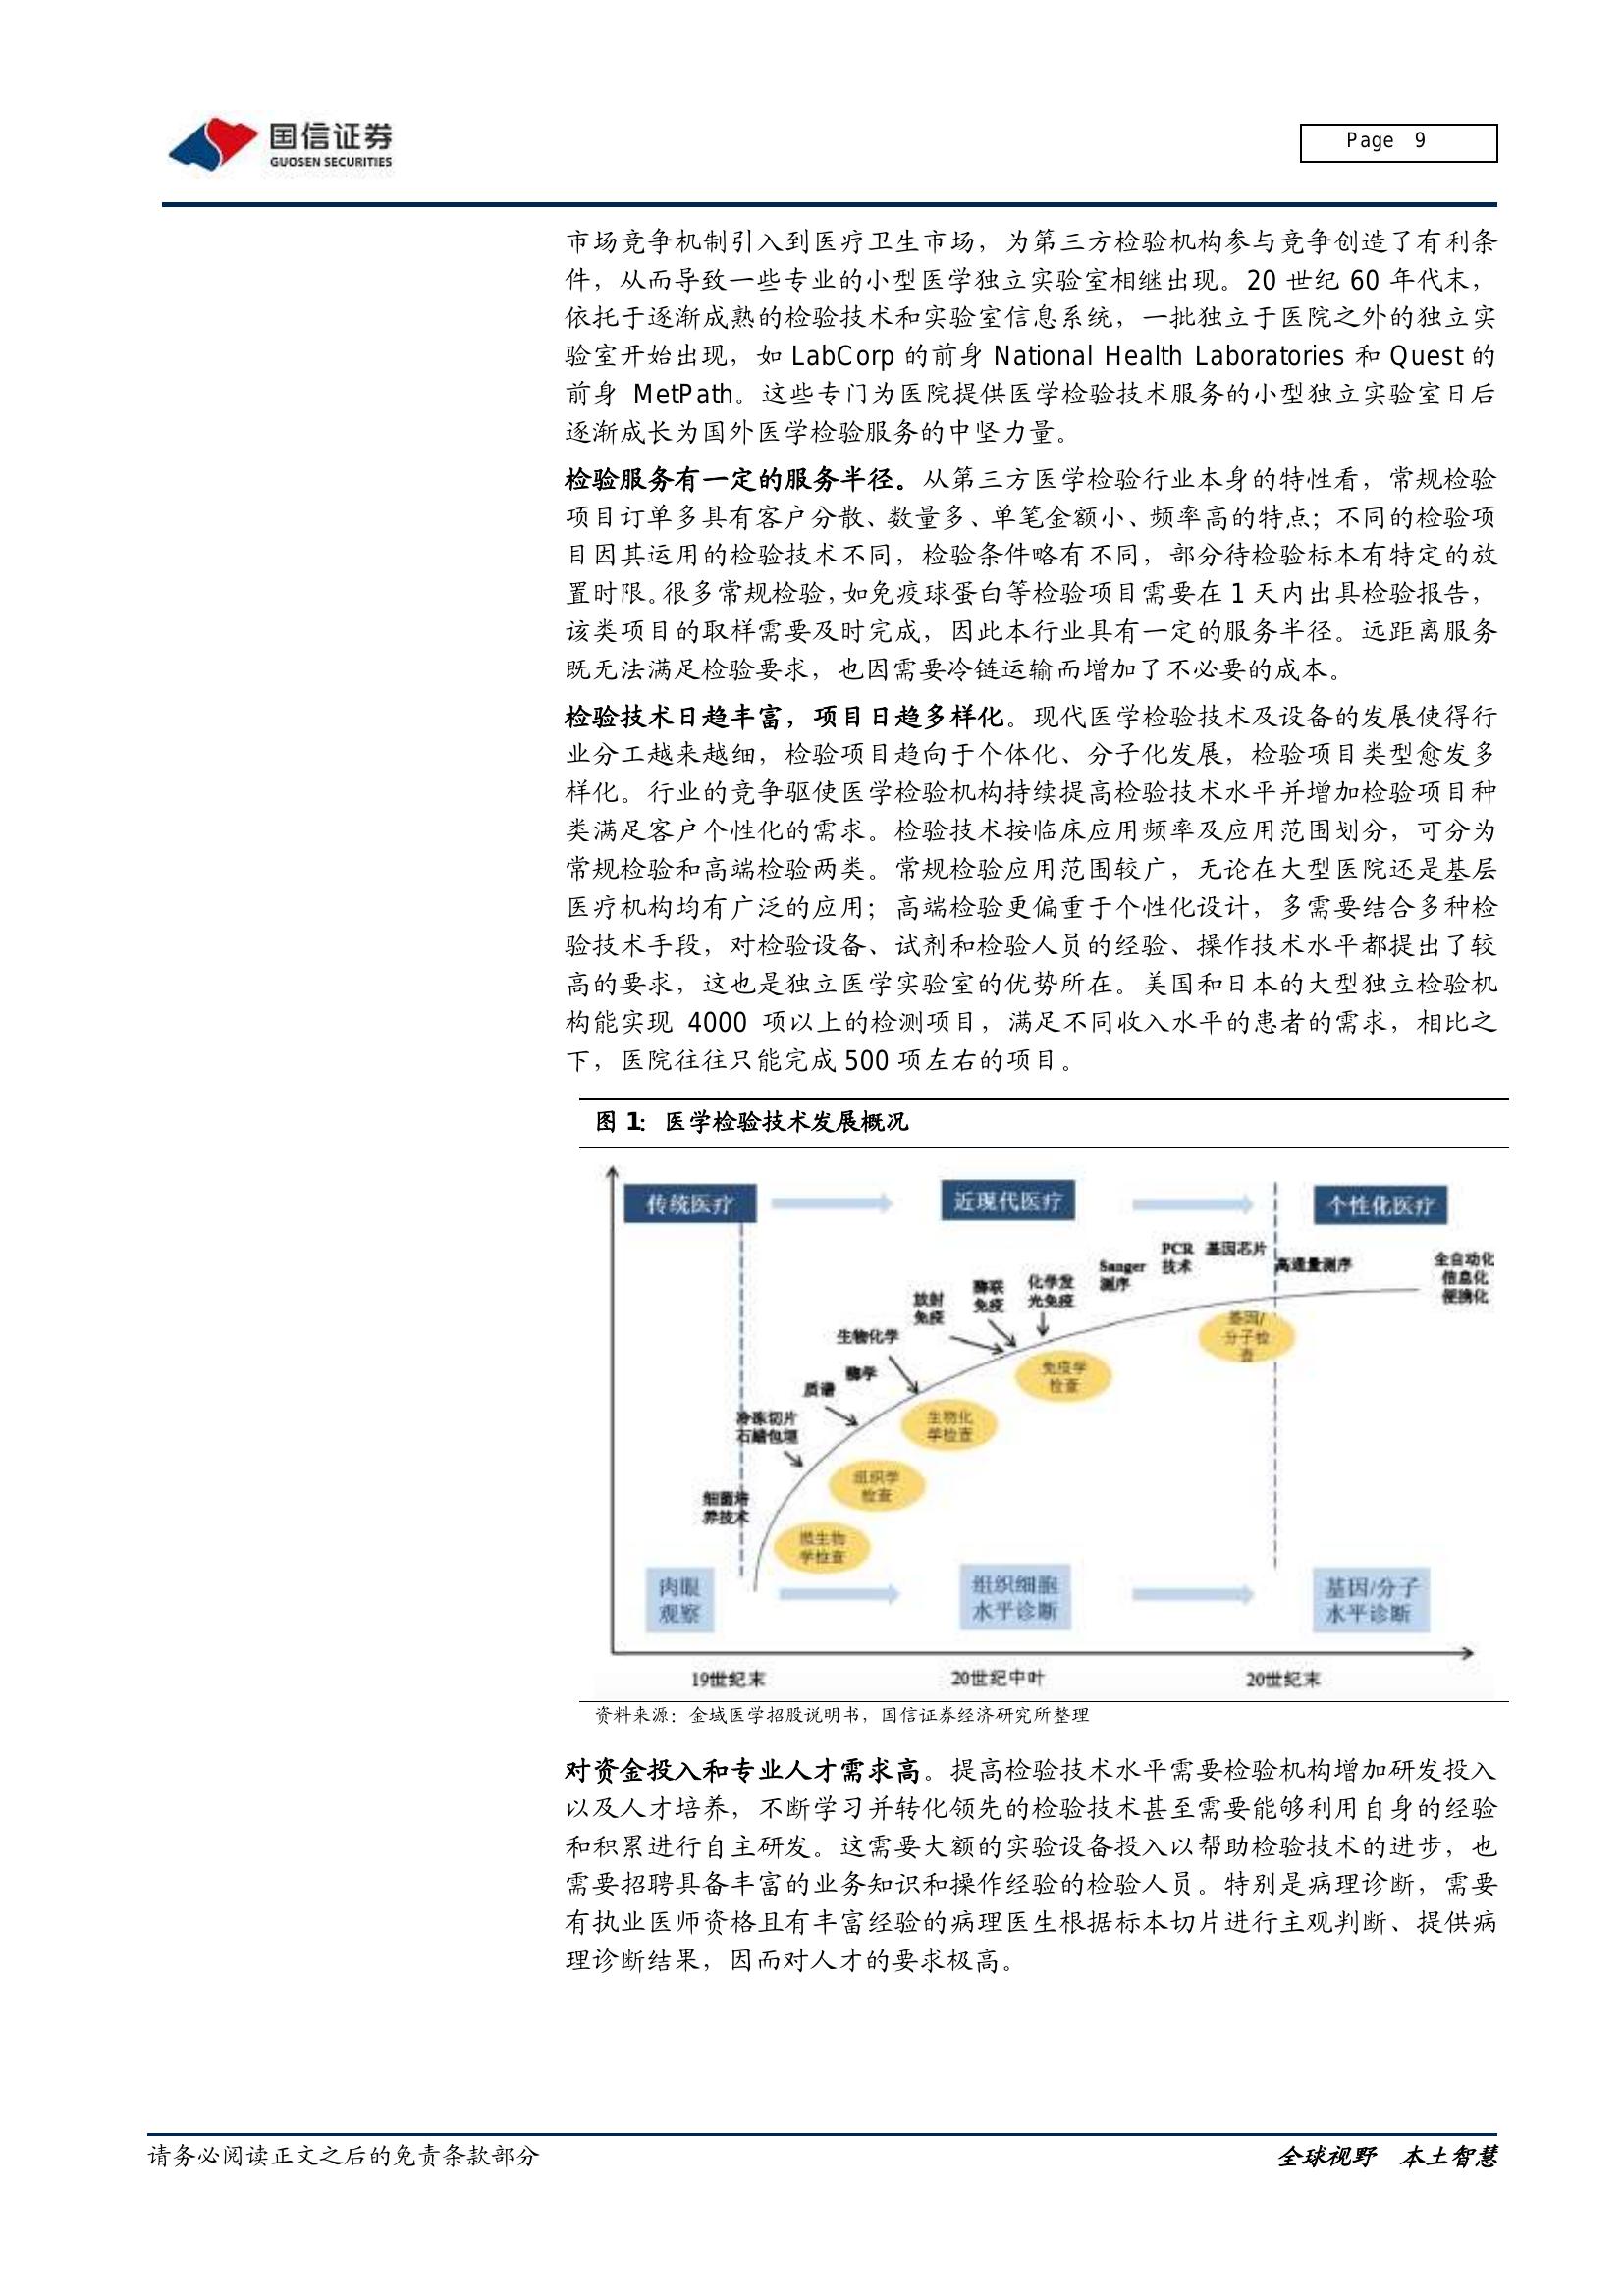 国信证券
GUOSEN SECURITIES
Page 9
市场竞争机制引入到医疗卫生市场，为第三方检验机构参与竞争创造了有利条
件，从而导致一些专业的小型医学独立实验室相继出现。20 世纪 60 年代末，
依托于逐渐成熟的检验技术和实验室信息系统，一批独立于医院之外的独立实
验室开始出现，如 LabCorp 的前身 National Health Laboratories 和 Quest 的
前身 MetPath。这些专门为医院提供医学检验技术服务的小型独立实验室日后
逐渐成长为国外医学检验服务的中坚力量。
检验服务有一定的服务半径。从第三方医学检验行业本身的特性看，常规检验
项目订单多具有客户分散、数量多、单笔金额小、频率高的特点；不同的检验项
目因其运用的检验技术不同，检验条件略有不同，部分待检验标本有特定的放
置时限。很多常规检验，如免疫球蛋白等检验项目需要在 1 天内出具检验报告，
该类项目的取样需要及时完成，因此本行业具有一定的服务半径。远距离服务
既无法满足检验要求，也因需要冷链运输而增加了不必要的成本。
检验技术日趋丰富，项目日趋多样化。现代医学检验技术及设备的发展使得行
业分工越来越细，检验项目趋向于个体化、分子化发展，检验项目类型愈发多
样化。行业的竞争驱使医学检验机构持续提高检验技术水平并增加检验项目种
类满足客户个性化的需求。检验技术按临床应用频率及应用范围划分，可分为
常规检验和高端检验两类。常规检验应用范围较广，无论在大型医院还是基层
医疗机构均有广泛的应用；高端检验更偏重于个性化设计，多需要结合多种检
验技术手段，对检验设备、试剂和检验人员的经验、操作技术水平都提出了较
高的要求，这也是独立医学实验室的优势所在。美国和日本的大型独立检验机
构能实现 4000 项以上的检测项目，满足不同收入水平的患者的需求，相比之
下，医院往往只能完成 500 项左右的项目。
图 1：医学检验技术发展概况
传统医疗
近现代医疗
个性化医疗
PCR
技术
基因芯片
Sanger
测序
高通量测序
全自动化
信息化
便携化
化学发
光免疫
酶联
免疫
放射
免疫
生物化学
酶学
质谱
冷冻切片
石蜡包埋
细菌培
养技术
基因/
分子检
查
免疫学
检查
生物化
学检查
组织学
检查
微生物
学检查
肉眼
观察
组织细胞
水平诊断
基因/分子
水平诊断
19世纪末
20世纪中叶
20世纪末
资料来源：金域医学招股说明书，国信证券经济研究所整理
对资金投入和专业人才需求高。提高检验技术水平需要检验机构增加研发投入
以及人才培养，不断学习并转化领先的检验技术甚至需要能够利用自身的经验
和积累进行自主研发。这需要大额的实验设备投入以帮助检验技术的进步，也
需要招聘具备丰富的业务知识和操作经验的检验人员。特别是病理诊断，需要
有执业医师资格且有丰富经验的病理医生根据标本切片进行主观判断、提供病
理诊断结果，因而对人才的要求极高。
请务必阅读正文之后的免责条款部分
全球视野 本土智慧